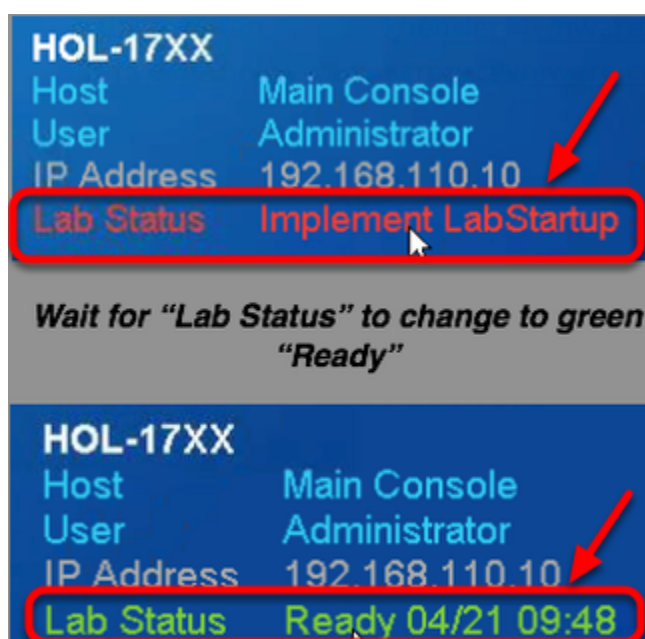 HOL-17XX
Host Main Console
User Administrator
IP Address 192.168.110.10
Lab Status Implement LabStartup
Wait for “Lab Status” to change to green
“Ready”
HOL-17XX
Host Main Console
User Administrator
IP Address 192.168.110.10
Lab Status Ready 04/21 09:48